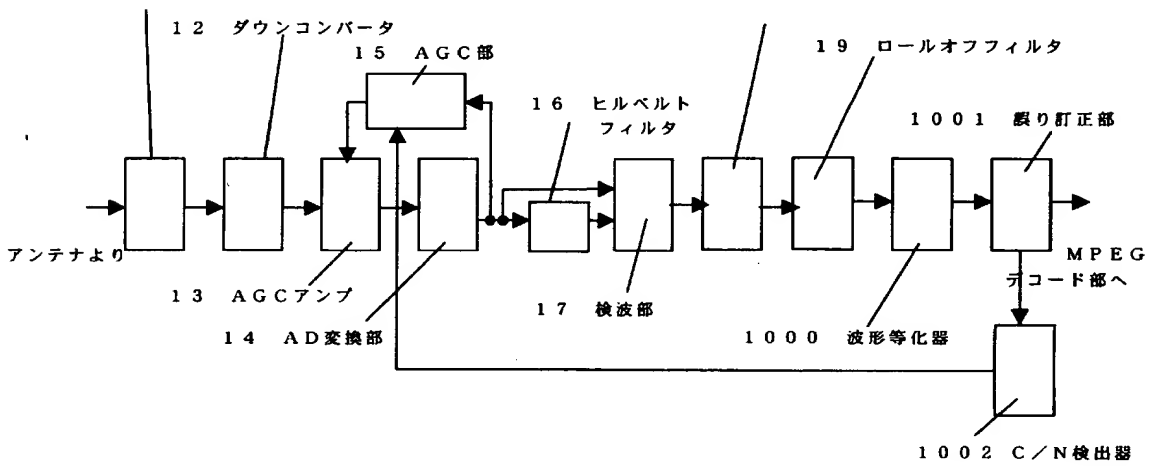 12 ダウンコンバータ
15 AGC部
19 ロールオフフィルタ
16 ヒルベルト
フィルタ
1001 誤り訂正部
アンテナより
MPEG
デコード部へ
13 AGCアンプ
17 検波部
14 AD変換部
1000 波形等化器
1002 C/N検出器